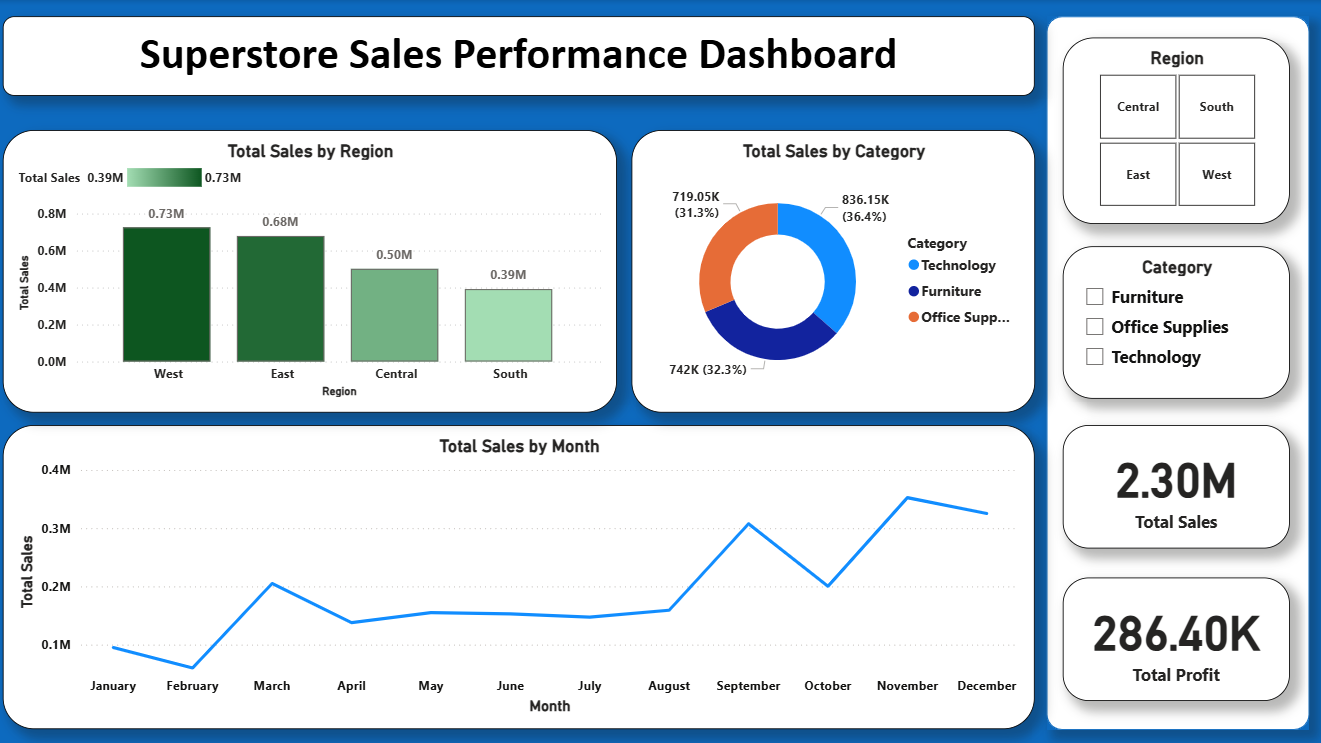 Superstore Sales Performance Dashboard
Total Sales by Region
Total Sales 0.39M 0.73M
0.8M
0.6M
0.4M
0.2M
0.0M
Total Sales
0.73M
0.68M
0.50M
0.39M
West East Central South
Region
Total Sales by Category
719.05K
(31.3%)
836.15K
(36.4%)
742K (32.3%)
Category
Technology
Furniture
Office Supp...
Total Sales by Month
0.4M
0.3M
0.2M
0.1M
Total Sales
January February March April May June July August September October November December
Month
Region
Central South
East West
Category
Furniture
Office Supplies
Technology
2.30M
Total Sales
286.40K
Total Profit